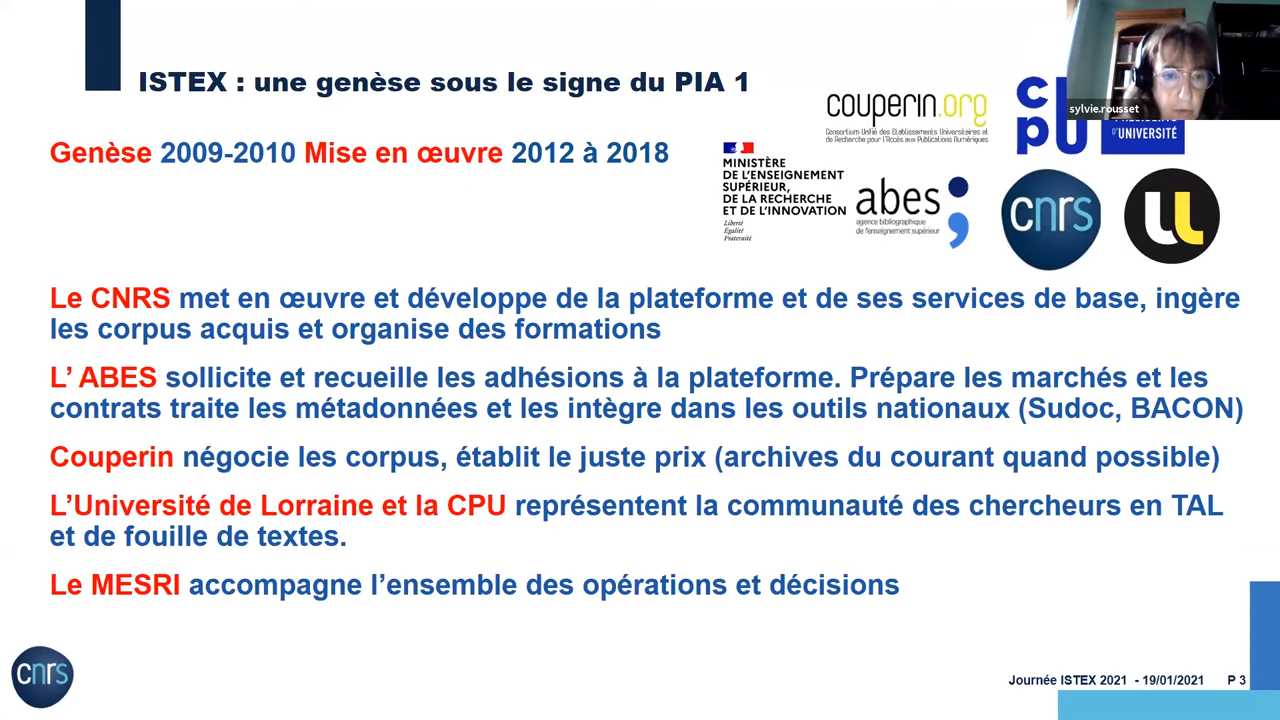 ISTEX : une genèse sous le signe du PIA 1
sylvie.rousset
couperin.org
Consortium Unifié des Etablissements Universitaires et
de Recherche pour l'Accès aux Publications Numériques
cpu
D'UNIVERSITÉ
Genèse 2009-2010 Mise en œuvre 2012 à 2018
MINISTÈRE
DE L'ENSEIGNEMENT
SUPÉRIEUR,
DE LA RECHERCHE
ET DE L'INNOVATION
Liberté
Égalité
Fraternité
abes
agence bibliographique
de l'enseignement supérieur
cnrs
Le CNRS met en œuvre et développe de la plateforme et de ses services de base, ingère
les corpus acquis et organise des formations
L' ABES sollicite et recueille les adhésions à la plateforme. Prépare les marchés et les
contrats traite les métadonnées et les intègre dans les outils nationaux (Sudoc, BACON)
Couperin négocie les corpus, établit le juste prix (archives du courant quand possible)
L'Université de Lorraine et la CPU représentent la communauté des chercheurs en TAL
et de fouille de textes.
Le MESRI accompagne l'ensemble des opérations et décisions
cnrs
Journée ISTEX 2021 - 19/01/2021 P 3